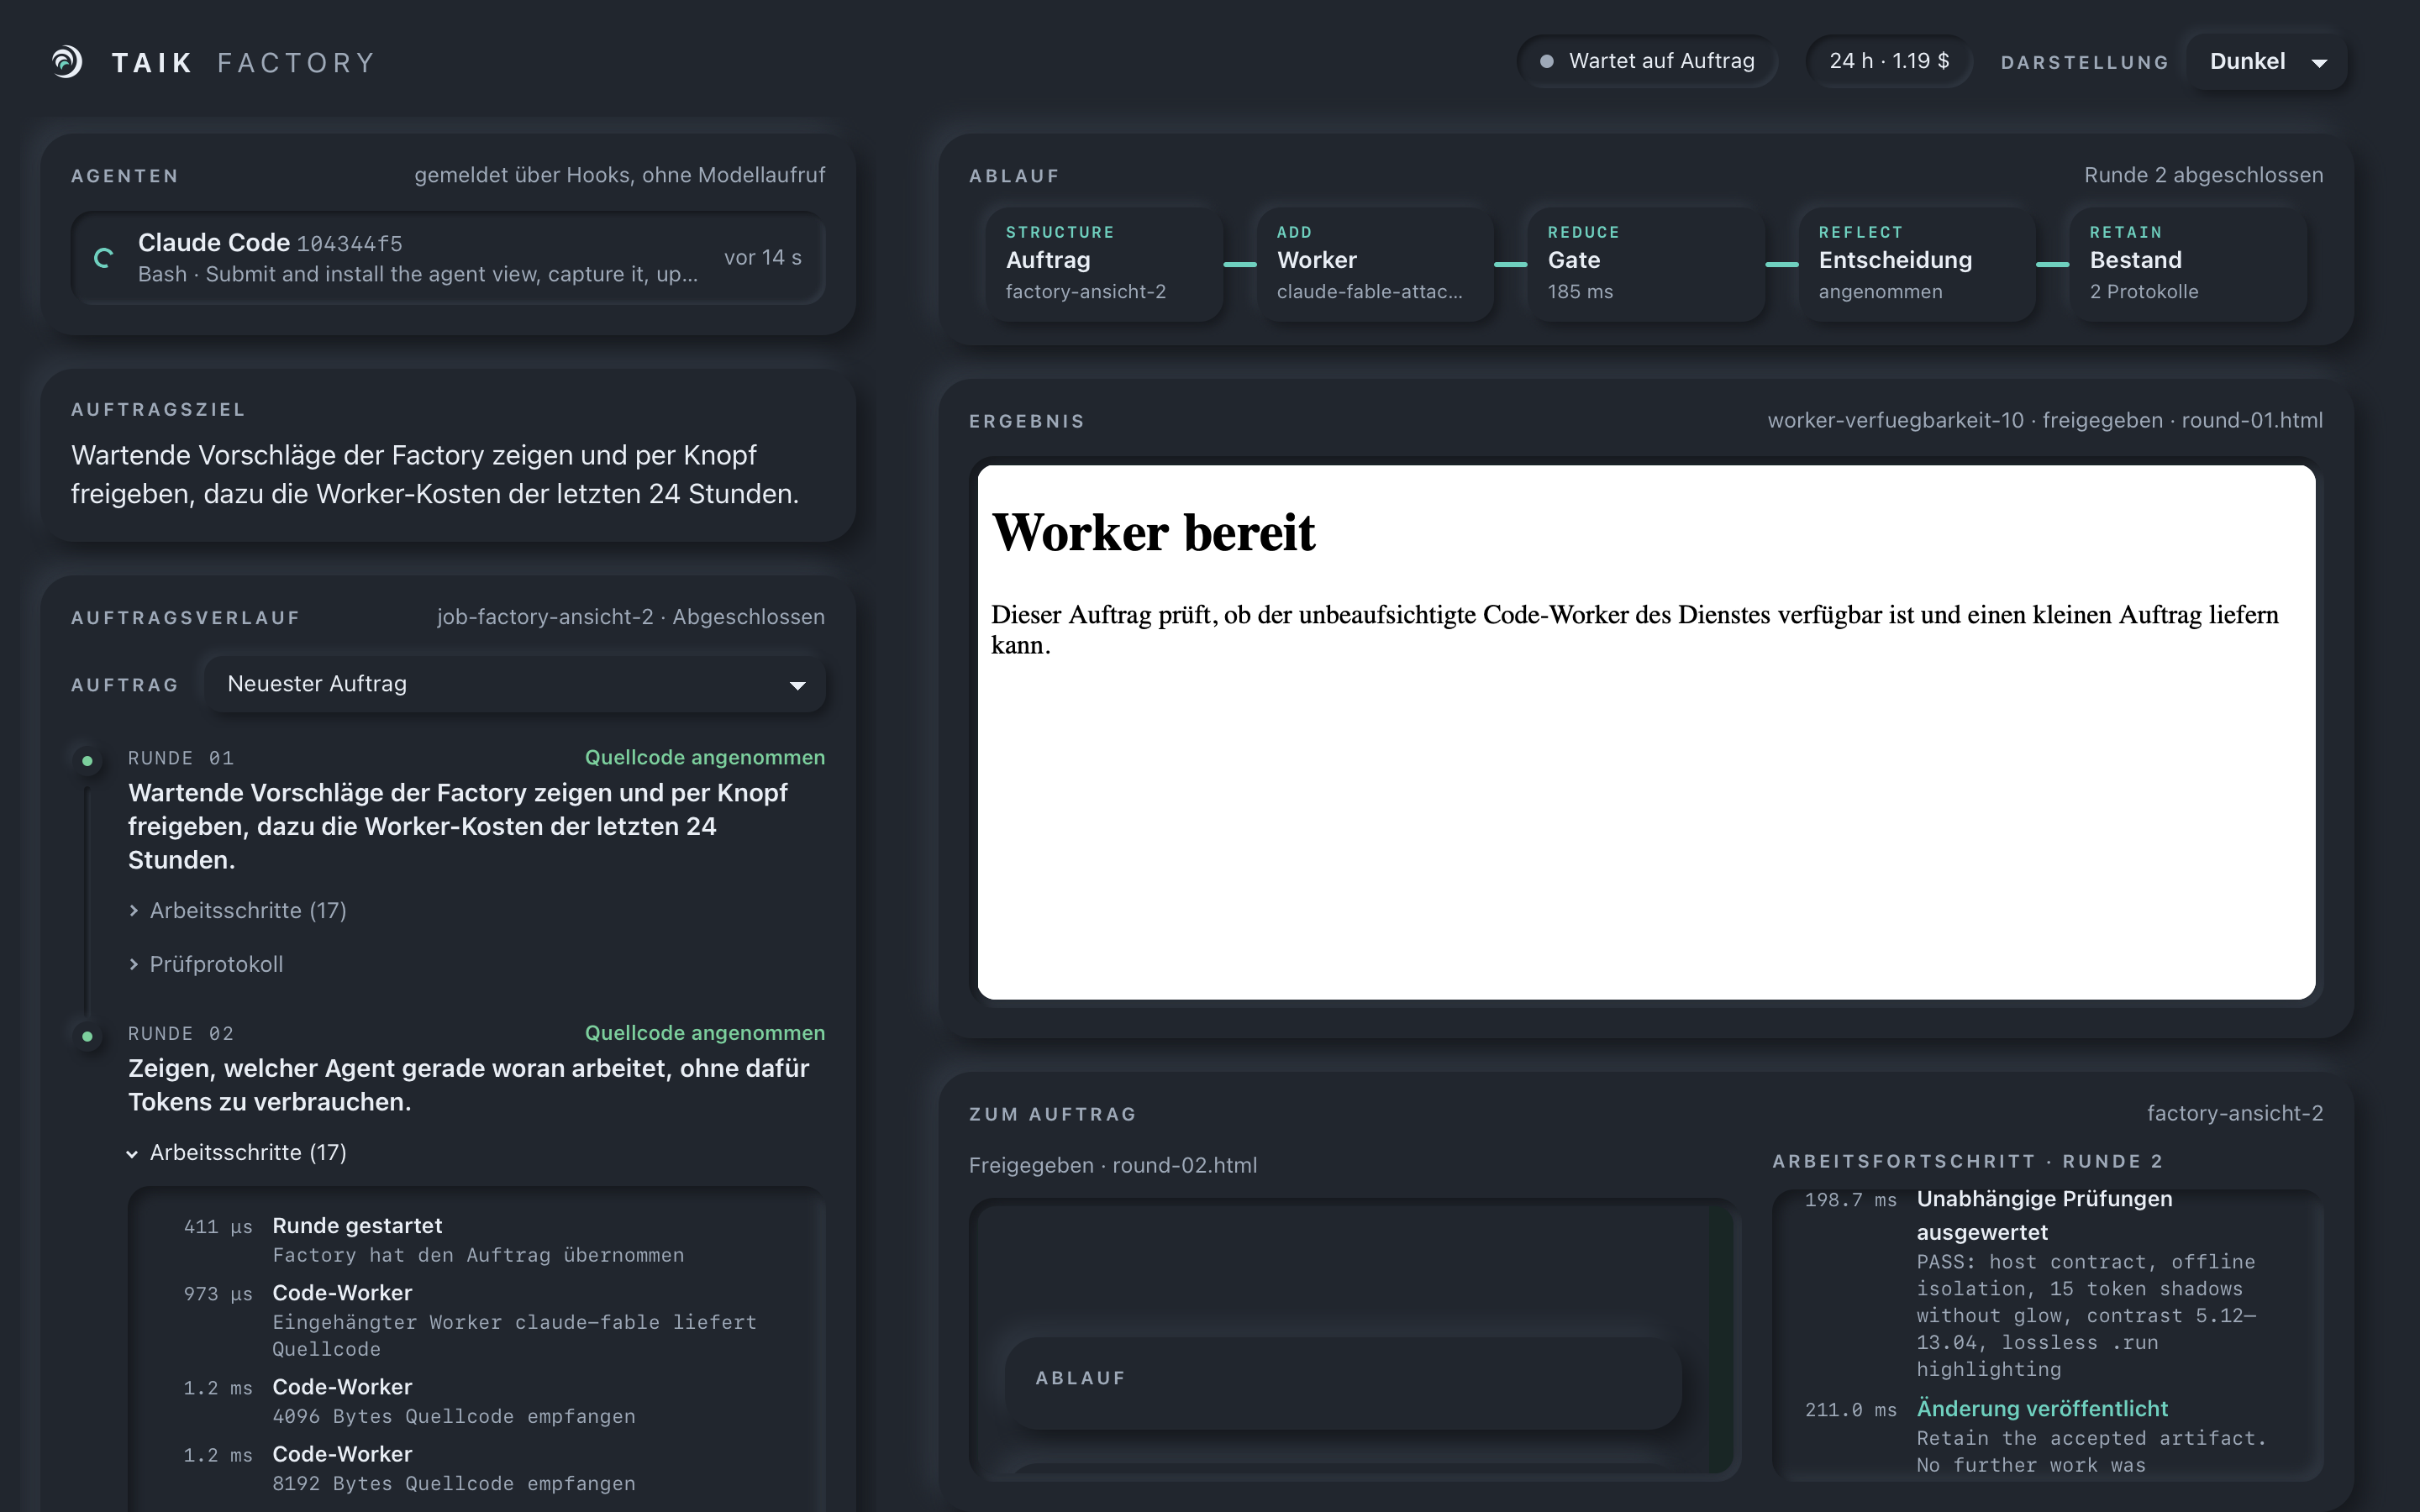 TAIK FACTORY
Wartet auf Auftrag
24 h · 1.19 $
DARSTELLUNG
Dunkel
AGENTEN
gemeldet über Hooks, ohne Modellaufruf
Claude Code 104344f5
Bash · Submit and install the agent view, capture it, up...
vor 14 s
AUFTRAGSZIEL
Wartende Vorschläge der Factory zeigen und per Knopf
freigeben, dazu die Worker-Kosten der letzten 24 Stunden.
AUFTRAGSVERLAUF
job-factory-ansicht-2 · Abgeschlossen
AUFTRAG
Neuester Auftrag
RUNDE 01
Quellcode angenommen
Wartende Vorschläge der Factory zeigen und per Knopf
freigeben, dazu die Worker-Kosten der letzten 24
Stunden.
Arbeitsschritte (17)
Prüfprotokoll
RUNDE 02
Quellcode angenommen
Zeigen, welcher Agent gerade woran arbeitet, ohne dafür
Tokens zu verbrauchen.
Arbeitsschritte (17)
411 µs Runde gestartet
Factory hat den Auftrag übernommen
973 µs Code-Worker
Eingehängter Worker claude-fable liefert
Quellcode
1.2 ms Code-Worker
4096 Bytes Quellcode empfangen
1.2 ms Code-Worker
8192 Bytes Quellcode empfangen
ABLAUF
Runde 2 abgeschlossen
STRUCTURE
Auftrag
factory-ansicht-2
ADD
Worker
claude-fable-attac...
REDUCE
Gate
185 ms
REFLECT
Entscheidung
angenommen
RETAIN
Bestand
2 Protokolle
ERGEBNIS
worker-verfuegbarkeit-10 · freigegeben · round-01.html
Worker bereit
Dieser Auftrag prüft, ob der unbeaufsichtigte Code-Worker des Dienstes verfügbar ist und einen kleinen Auftrag liefern
kann.
ZUM AUFTRAG
factory-ansicht-2
Freigegeben · round-02.html
ABLAUF
ARBEITSFORTSCHRITT · RUNDE 2
198.7 ms Unabhängige Prüfungen
ausgewertet
PASS: host contract, offline
isolation, 15 token shadows
without glow, contrast 5.12–
13.04, lossless .run
highlighting
211.0 ms Änderung veröffentlicht
Retain the accepted artifact.
No further work was